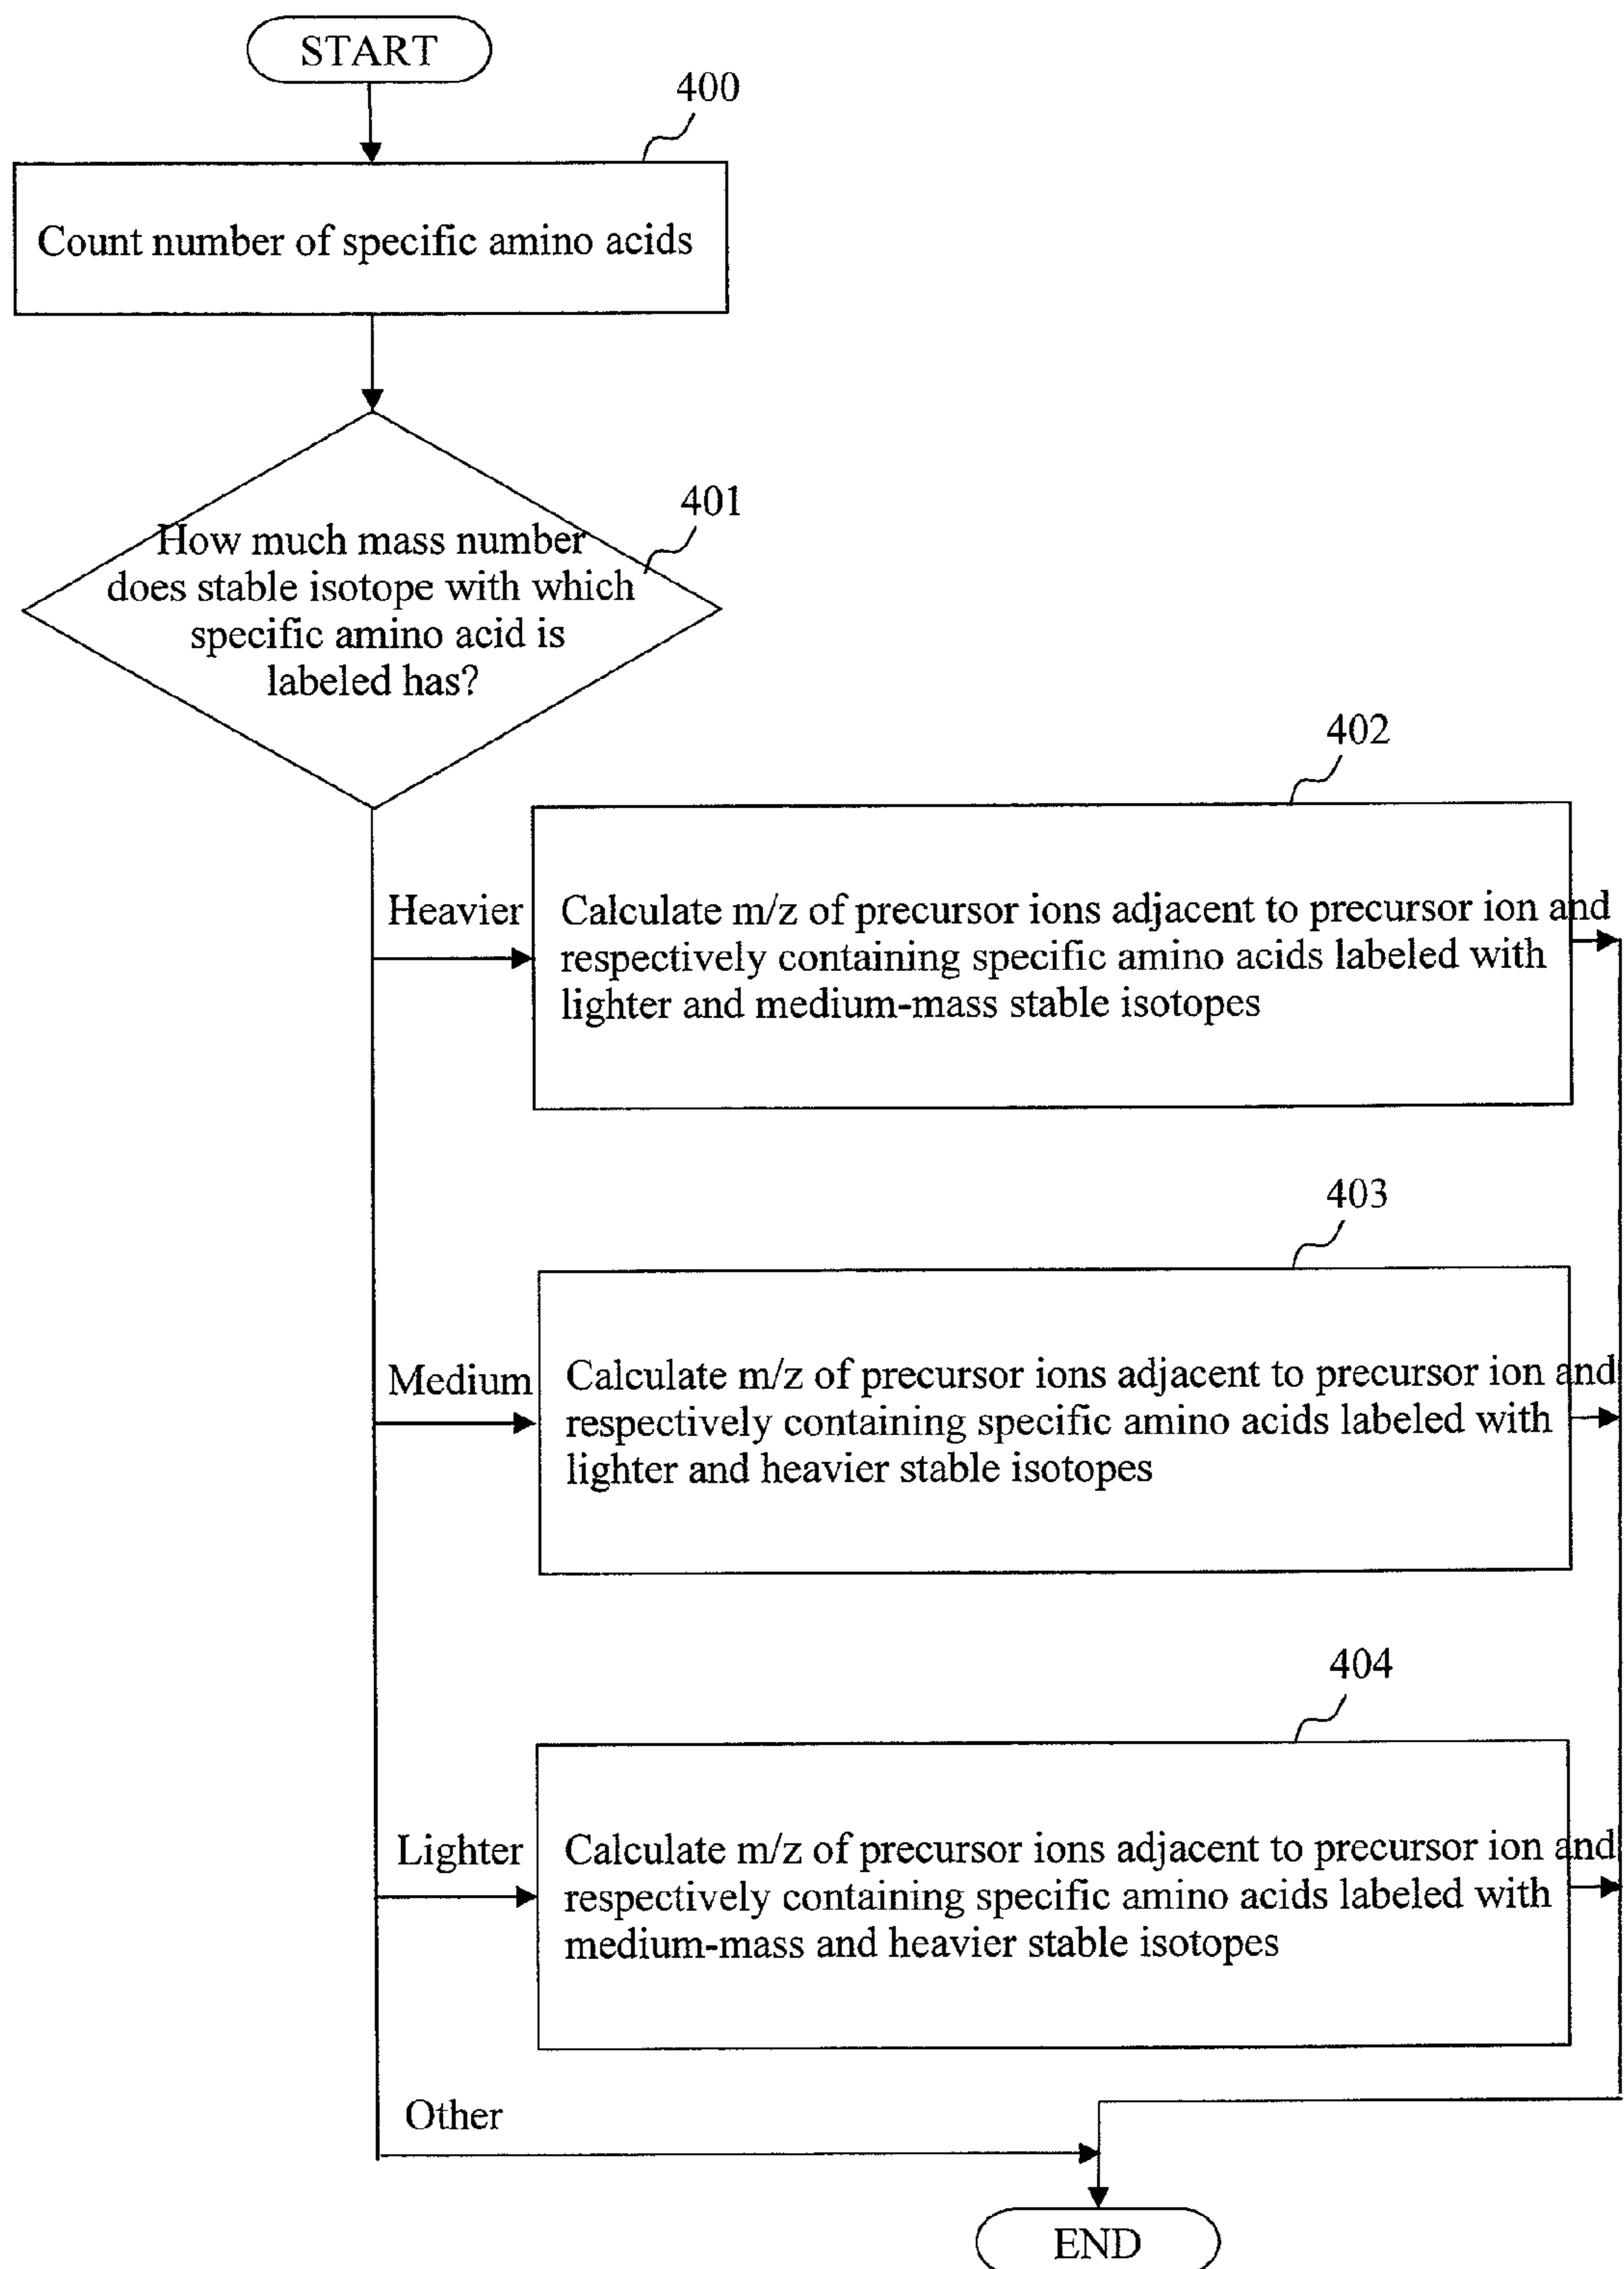 START
400
Count number of specific amino acids
401
How much mass number
does stable isotope with which
specific amino acid is
labeled has?
402
Heavier
Calculate m/z of precursor ions adjacent to precursor ion and
respectively containing specific amino acids labeled with
lighter and medium-mass stable isotopes
403
Medium
Calculate m/z of precursor ions adjacent to precursor ion and
respectively containing specific amino acids labeled with
lighter and heavier stable isotopes
404
Lighter
Calculate m/z of precursor ions adjacent to precursor ion and
respectively containing specific amino acids labeled with
medium-mass and heavier stable isotopes
Other
END